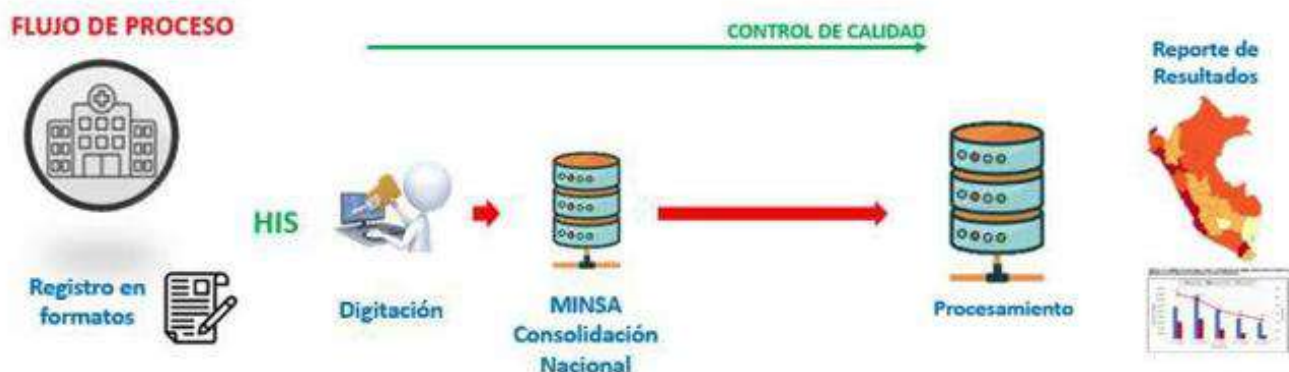 FLUJO DE PROCESO
CONTROL DE CALIDAD
Reporte de
Resultados
HIS
Registro en
formatos
Digitación
MINSA
Consolidación
Nacional
Procesamiento